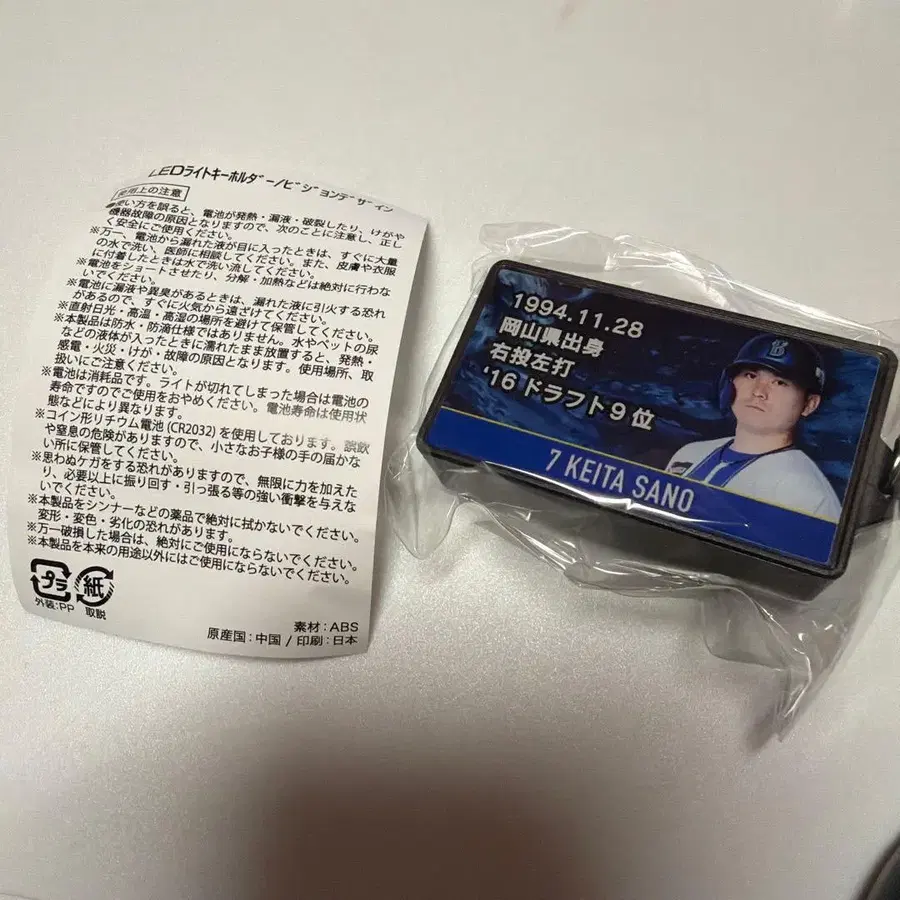 LEDライトキーホルダー/ビジョンデザイン
使用上の注意
●使い方を誤ると、電池が発熱・漏液・破裂したり、けがや
機器故障の原因となりますので、次のことに注意し、正し
く安全にご使用ください。
※万一、電池から漏れた液が目に入ったときは、すぐに大量
の水で洗い、医師に相談してください。また、皮膚や衣服
に付着したときは水で洗い流してください。
※電池をショートさせたり、分解・加熱などは絶対に行わな
いでください。
※電池に漏液や異臭があるときは、漏れた液に引火する恐れ
があるので、すぐに火気から遠ざけてください。
※直射日光・高温・高湿の場所を避けて保管してください。
※本製品は防水・防滴仕様ではありません。水やペットの尿
などの液体が入ったときに濡れたまま放置すると、発熱・
感電・火災・けが・故障の原因となります。使用場所、取
扱いにご注意ください。
※電池は消耗品です。ライトが切れてしまった場合は電池の
寿命ですのでご使用をおやめください。電池寿命は使用状
態などにより異なります。
※コイン形リチウム電池(CR2032)を使用しております。誤飲
や窒息の危険がありますので、小さなお子様の手の届かな
い所に保管してください。
※思わぬケガをする恐れがありますので、無限に力を加えた
り、必要以上に振り回す・引っ張る等の強い衝撃を与えな
いでください。
※本製品をシンナーなどの薬品で絶対に拭かないでください。
変形・変色・劣化の恐れがあります。
※万一破損した場合は、絶対にご使用にならないでください。
※本製品を本来の用途以外にはご使用にならないでください。
プラ 紙
外装:PP 取説
素材:ABS
原産国:中国 / 印刷:日本
1994.11.28
岡山県出身
右投左打
'16ドラフト9位
7 KEITA SANO